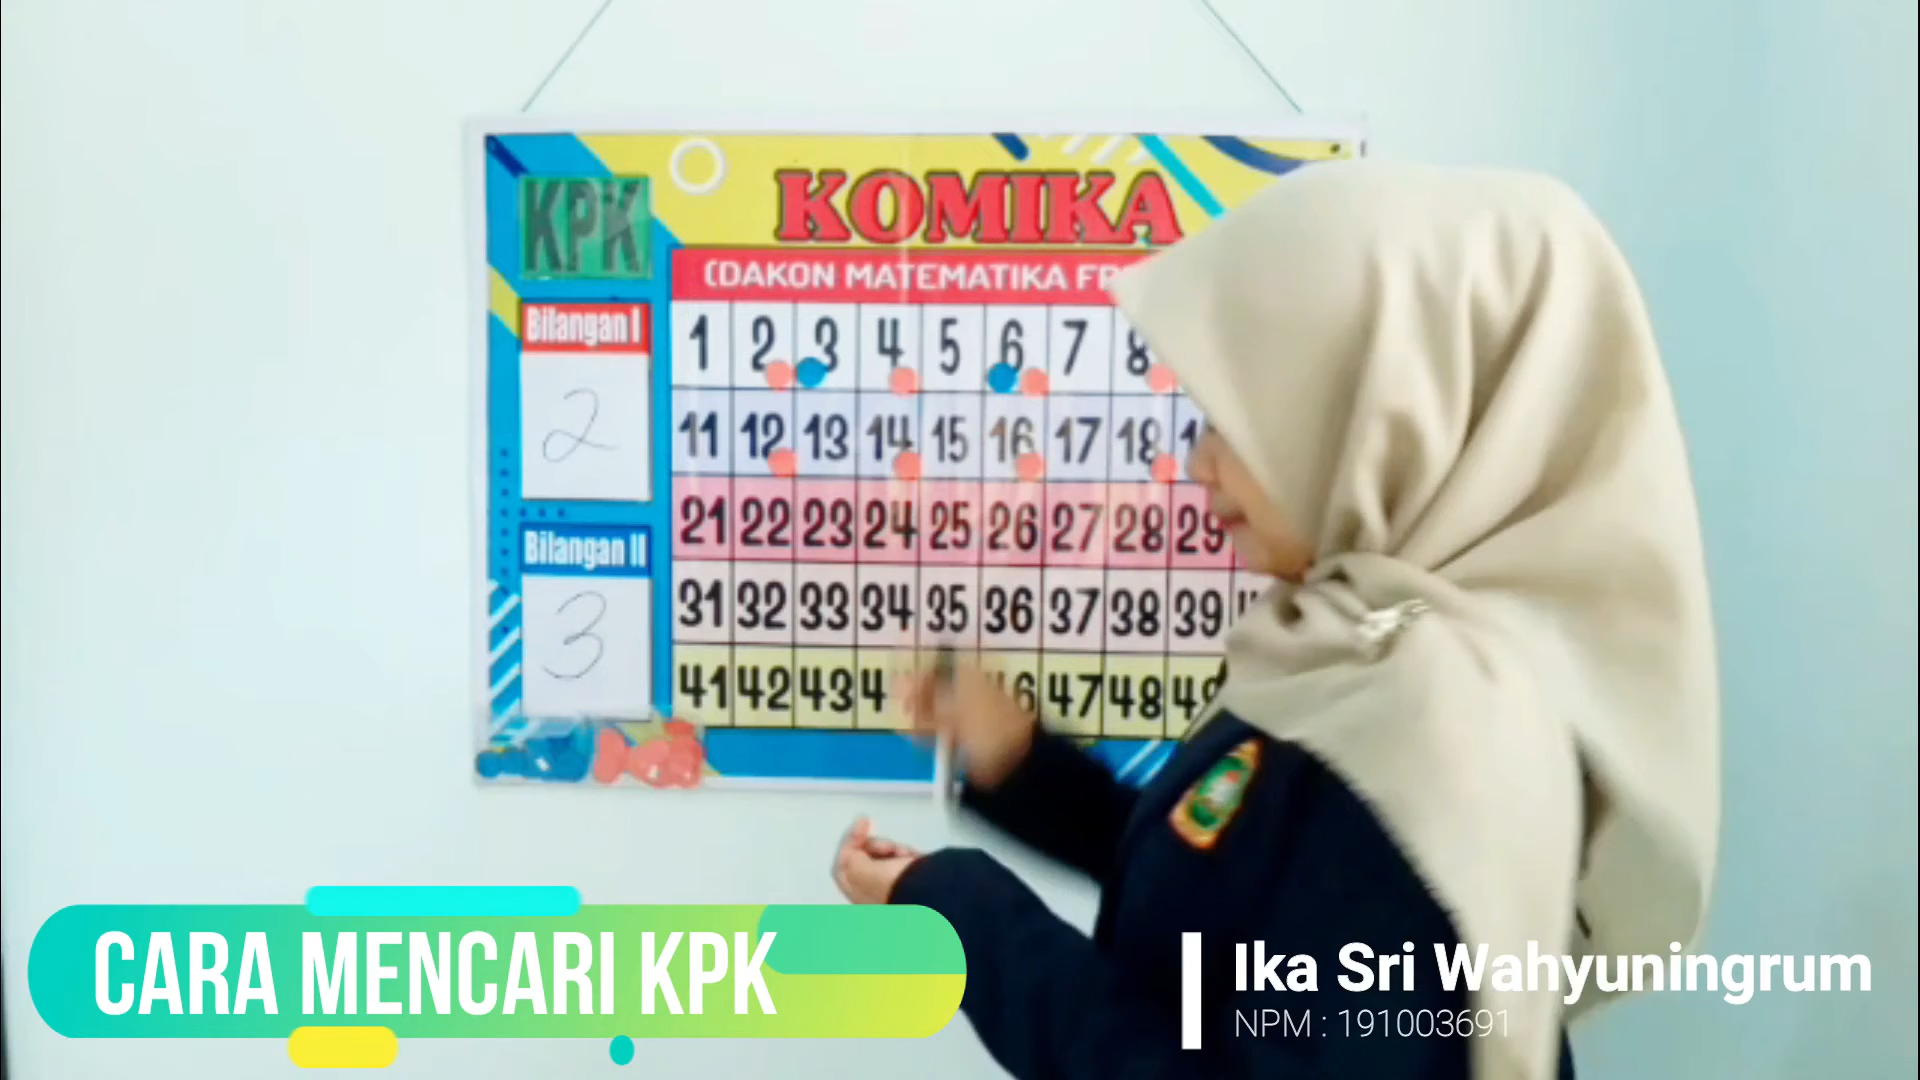 KPK
KOMIKA
(DAKON MATEMATIKA
Bilangan I
2
Bilangan II
3
1 2 3 4 5 6 7 8
11 12 13 14 15 16 17 18
21 22 23 24 25 26 27 28 29
31 32 33 34 35 36 37 38 39
41 42 43 47 48 49
CARA MENCARI KPK
Ika Sri Wahyuningrum
NPM : 191003691